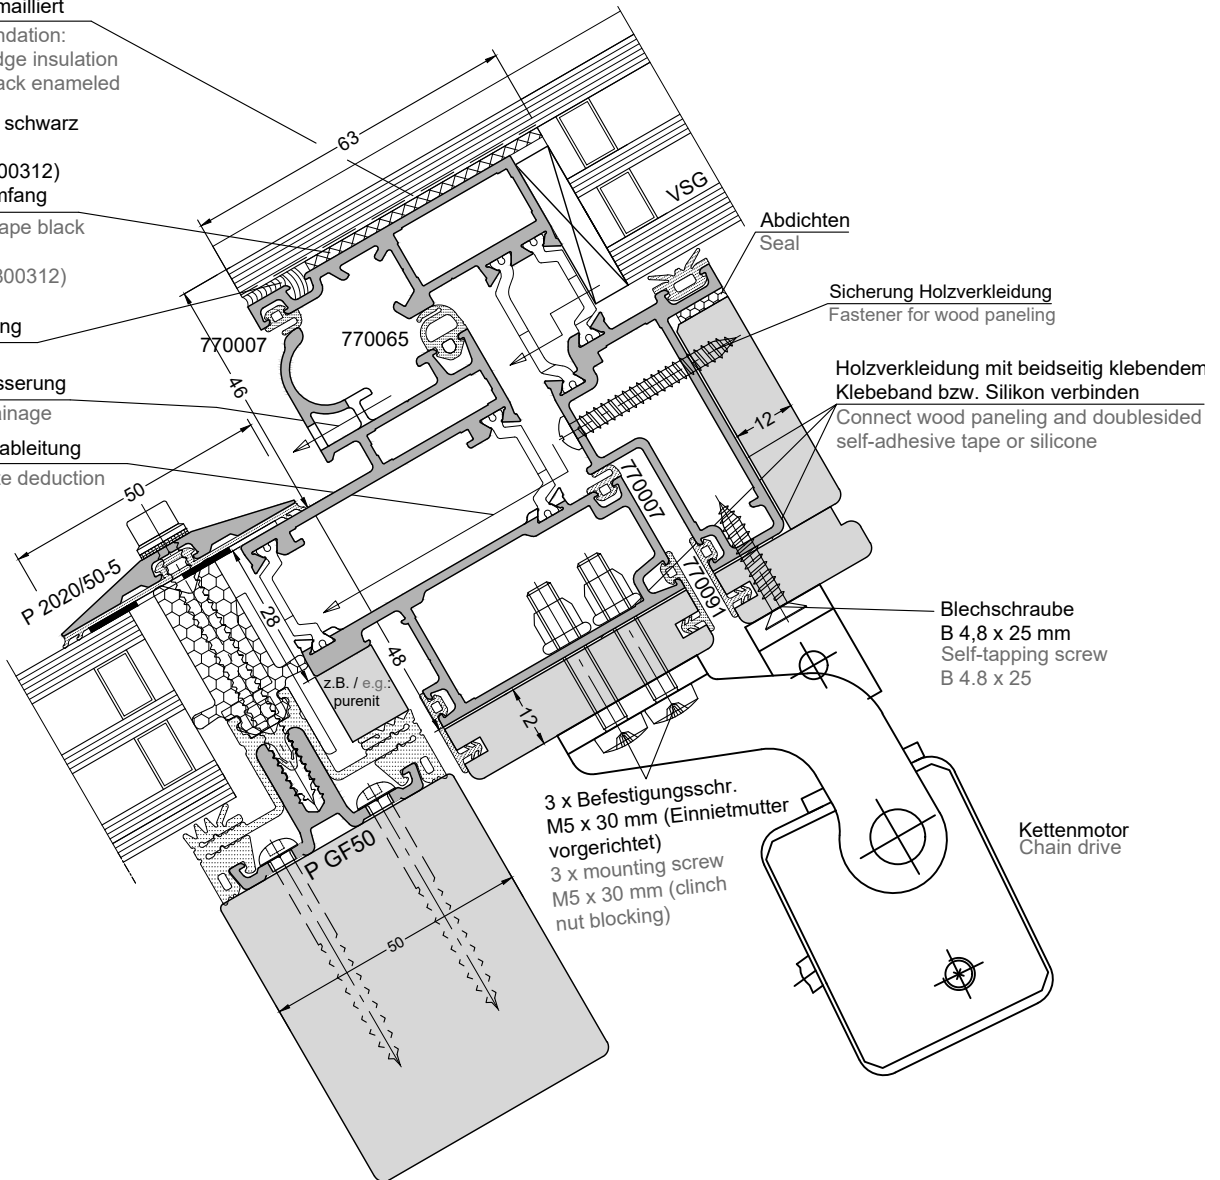 mailliert
ndation:
dge insulation
ack enameled
schwarz
00312)
mfang
ape black
300312)
ng
sserung
ainage
ableitung
te deduction
63
VSG
Abdichten
Seal
Sicherung Holzverkleidung
Fastener for wood paneling
770007
770065
46
Holzverkleidung mit beidseitig klebendem
Klebeband bzw. Silikon verbinden
Connect wood paneling and doublesided
self-adhesive tape or silicone
12
50
770007
P 2020/50-5
770091
28
48
z.B. / e.g.:
purenit
12
Blechschraube
B 4,8 x 25 mm
Self-tapping screw
B 4.8 x 25
3 x Befestigungsschr.
M5 x 30 mm (Einnietmutter
vorgerichtet)
3 x mounting screw
M5 x 30 mm (clinch
nut blocking)
Kettenmotor
Chain drive
P GF50
50